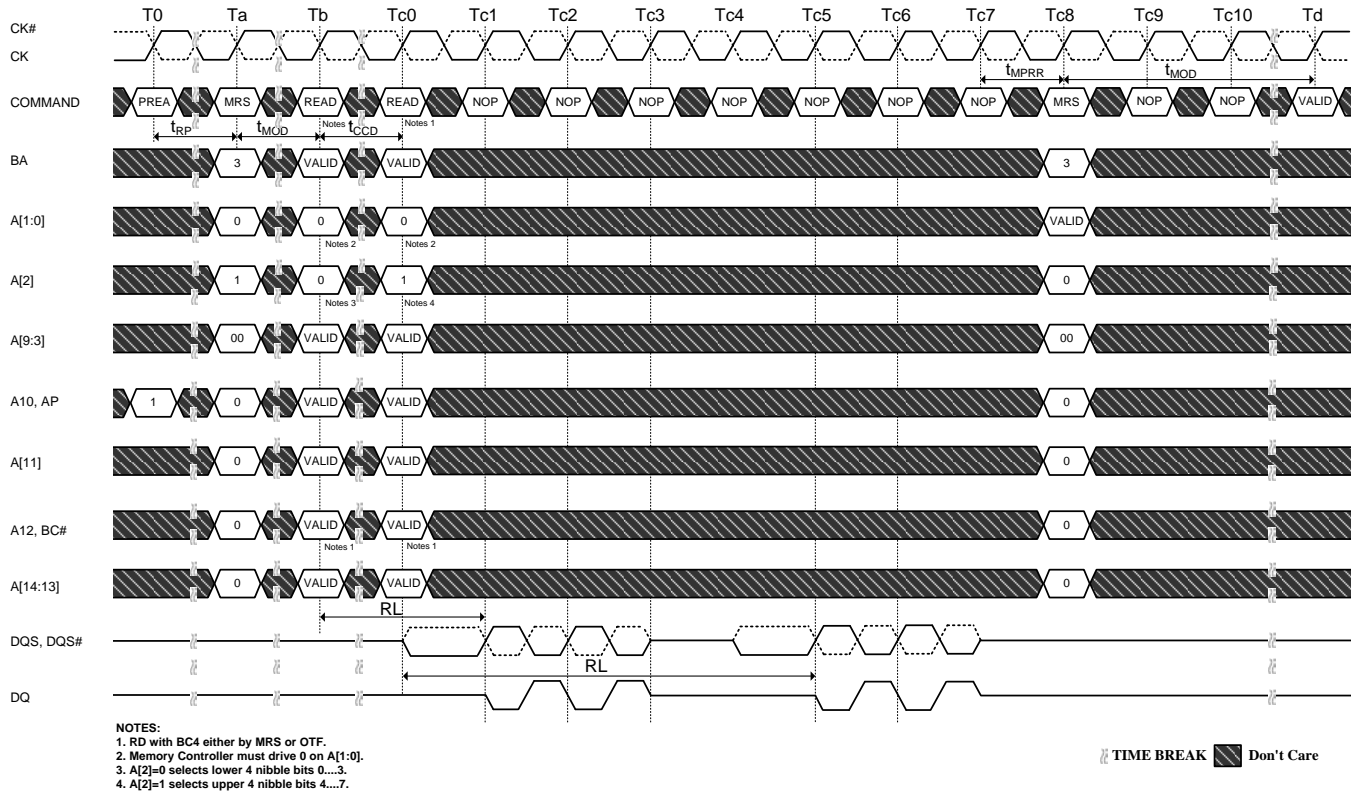 T0 Ta Tb Tc0 Tc1 Tc2 Tc3 Tc4 Tc5 Tc6 Tc7 Tc8 Tc9 Tc10 Td
CK#
CK
tMPRR tMOD
COMMAND PREA MRS READ READ NOP NOP NOP NOP NOP NOP NOP MRS NOP NOP VALID
Notes 1 Notes 1
tRP tMOD tCCD
BA 3 VALID VALID 3
A[1:0] 0 0 0 VALID
Notes 2 Notes 2
A[2] 1 0 1 0
Notes 3 Notes 4
A[9:3] 00 VALID VALID 00
A10, AP 1 0 VALID VALID 0
A[11] 0 VALID VALID 0
A12, BC# 0 VALID VALID 0
Notes 1 Notes 1
A[14:13] 0 VALID VALID 0
RL
DQS, DQS#
RL
DQ
NOTES:
1. RD with BC4 either by MRS or OTF.
2. Memory Controller must drive 0 on A[1:0].
3. A[2]=0 selects lower 4 nibble bits 0....3.
4. A[2]=1 selects upper 4 nibble bits 4....7.
TIME BREAK Don't Care